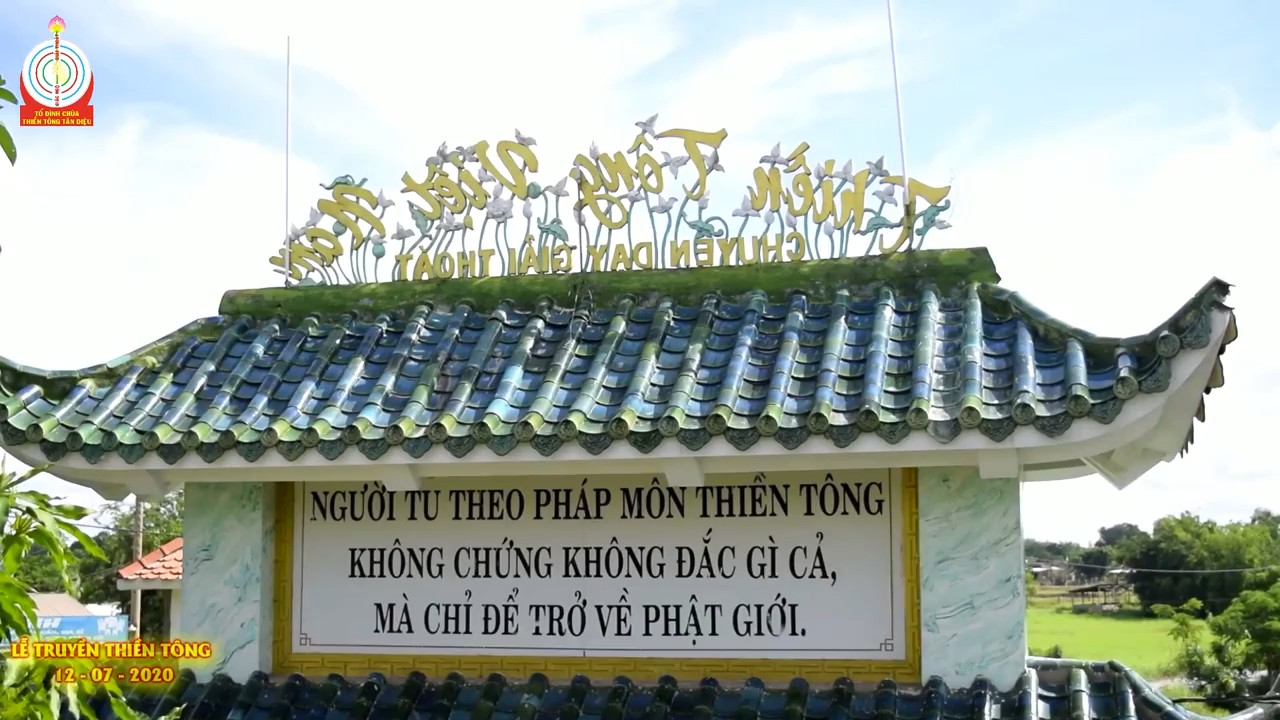 TỔ ĐÌNH CHÙA
THIỀN TÔNG TÂN DIỆU
Thiền Tông Việt Nam
CHUYÊN DẠY GIẢI THOÁT
NGƯỜI TU THEO PHÁP MÔN THIỀN TÔNG
KHÔNG CHỨNG KHÔNG ĐẮC GÌ CẢ,
MÀ CHỈ ĐỂ TRỞ VỀ PHẬT GIỚI.
LỄ TRUYỀN THIỀN TÔNG
12 - 07 - 2020